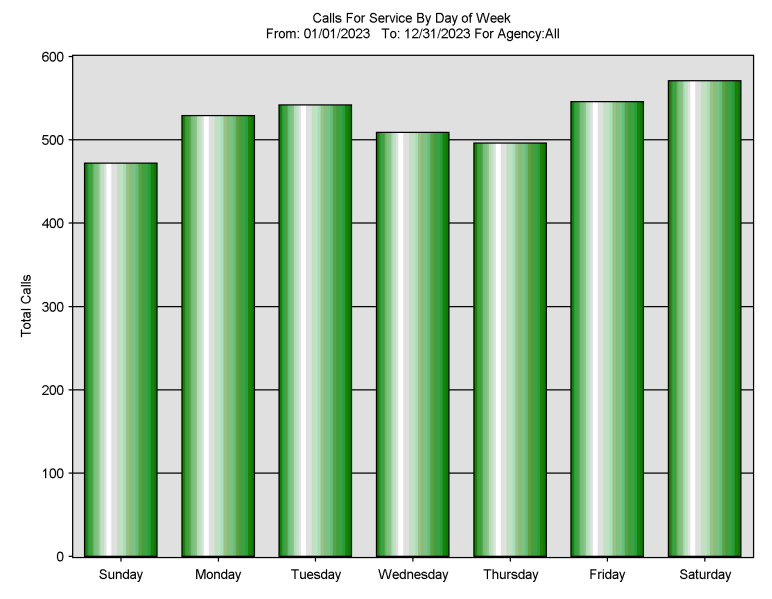 Calls For Service By Day of Week
From: 01/01/2023   To: 12/31/2023 For Agency:All
600
500
400
300
200
100
0
Total Calls
Sunday Monday Tuesday Wednesday Thursday Friday Saturday